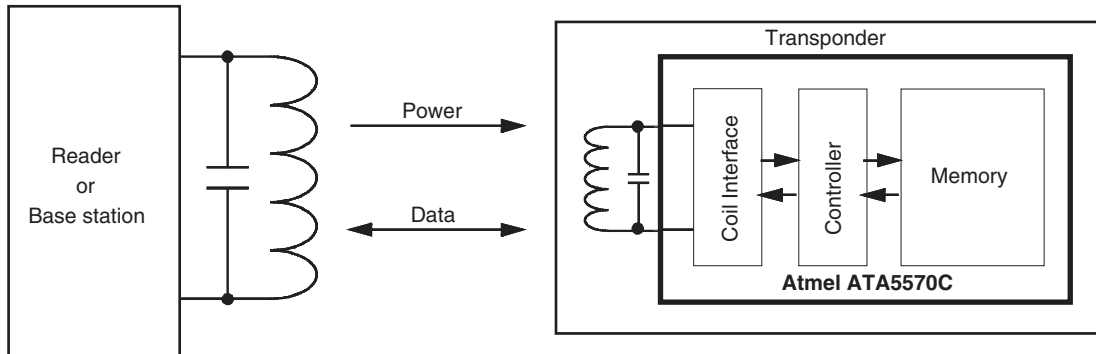 Reader
or
Base station
Power
Data
Transponder
Coil Interface
Controller
Memory
Atmel ATA5570C